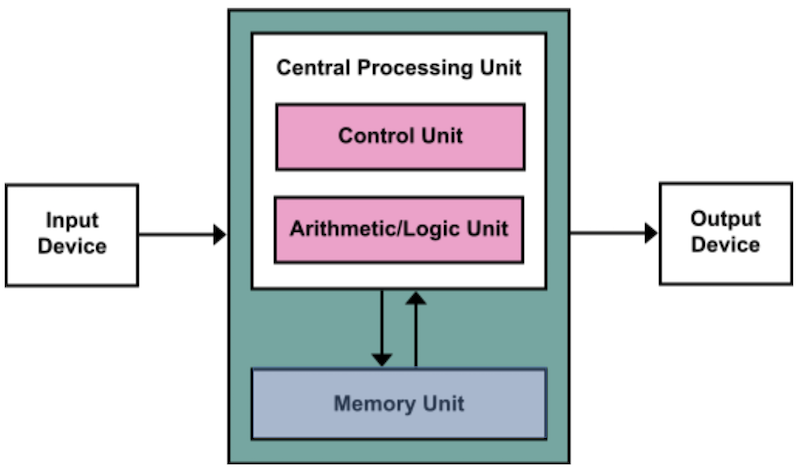 Central Processing Unit
Control Unit
Arithmetic/Logic Unit
Input
Device
Output
Device
Memory Unit